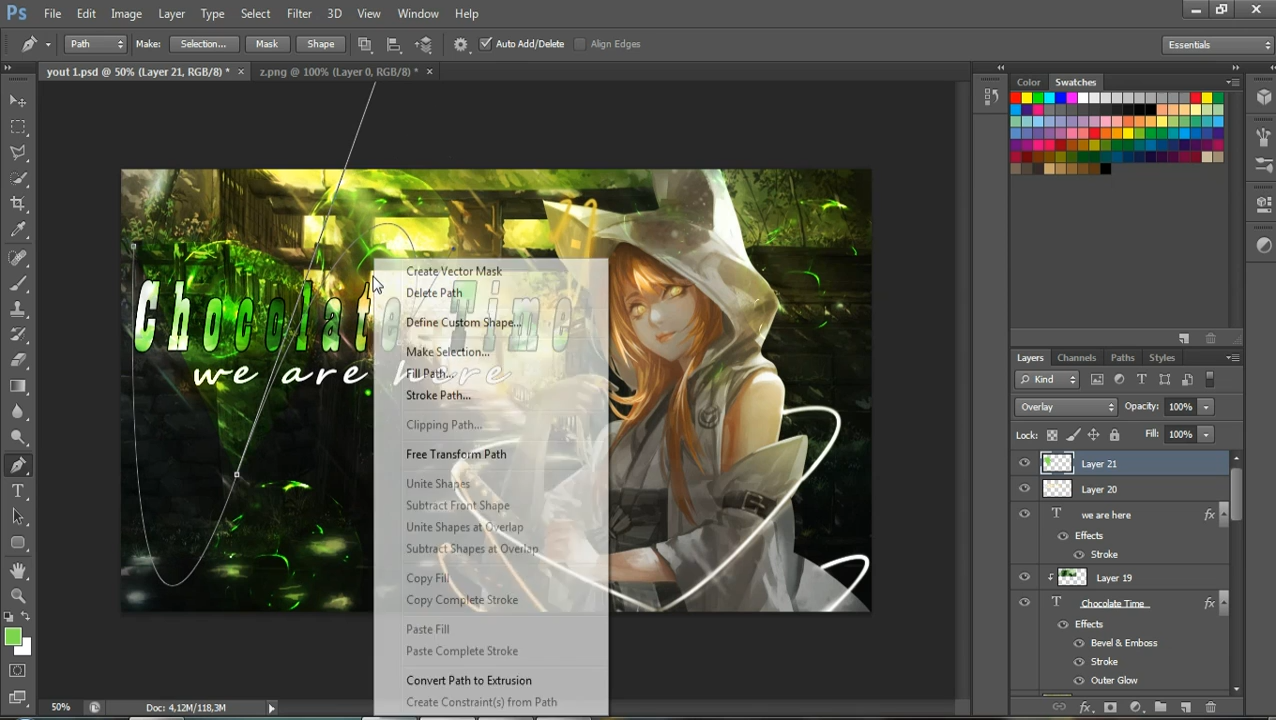 Ps File Edit Image Layer Type Select Filter 3D View Window Help
Path Make: Selection... Mask Shape Auto Add/Delete Align Edges Essentials
yout 1.psd @ 50% (Layer 21, RGB/8) * × z.png @ 100% (Layer 0, RGB/8) * ×
Color Swatches
Chocolate Time
we are here
Create Vector Mask
Delete Path
Define Custom Shape...
Make Selection...
Fill Path...
Stroke Path...
Clipping Path...
Free Transform Path
Unite Shapes
Subtract Front Shape
Unite Shapes at Overlap
Subtract Shapes at Overlap
Copy Fill
Copy Complete Stroke
Paste Fill
Paste Complete Stroke
Convert Path to Extrusion
Create Constraint(s) from Path
Layers Channels Paths Styles
Kind
Overlay Opacity: 100%
Lock: Fill: 100%
Layer 21
Layer 20
T we are here fx
Effects
Stroke
Layer 19
T Chocolate Time fx
Effects
Bevel & Emboss
Stroke
Outer Glow
50% Doc: 4,12M/118,3M